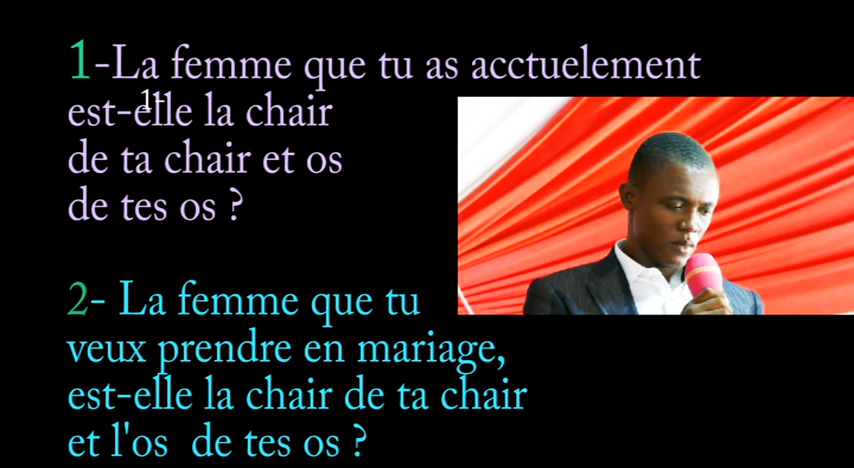 1-La femme que tu as acctuelement
1-
est-elle la chair
de ta chair et os
de tes os ?
2- La femme que tu
veux prendre en mariage,
est-elle la chair de ta chair
et l'os de tes os ?